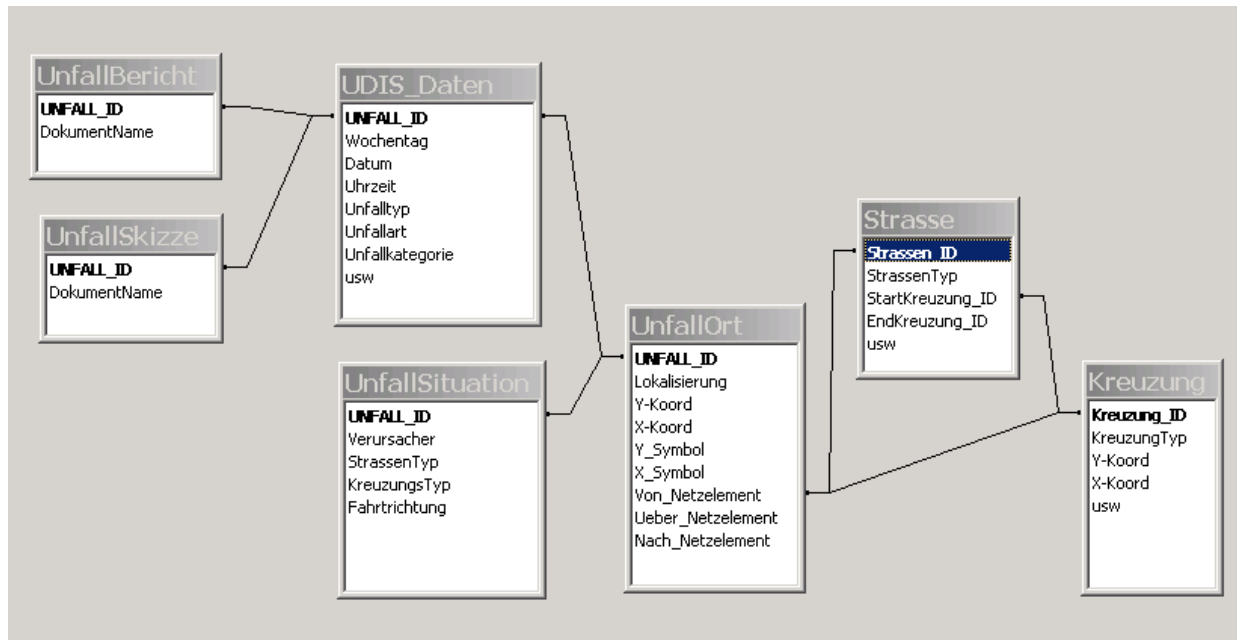 UnfallBericht
UNFALL_ID
DokumentName
UnfallSkizze
UNFALL_ID
DokumentName
UDIS_Daten
UNFALL_ID
Wochentag
Datum
Uhrzeit
Unfalltyp
Unfallart
Unfallkategorie
usw
UnfallSituation
UNFALL_ID
Verursacher
StrassenTyp
KreuzungsTyp
Fahrtrichtung
UnfallOrt
UNFALL_ID
Lokalisierung
Y-Koord
X-Koord
Y_Symbol
X_Symbol
Von_Netzelement
Ueber_Netzelement
Nach_Netzelement
Strasse
Strassen_ID
StrassenTyp
StartKreuzung_ID
EndKreuzung_ID
usw
Kreuzung
Kreuzung_ID
KreuzungTyp
Y-Koord
X-Koord
usw